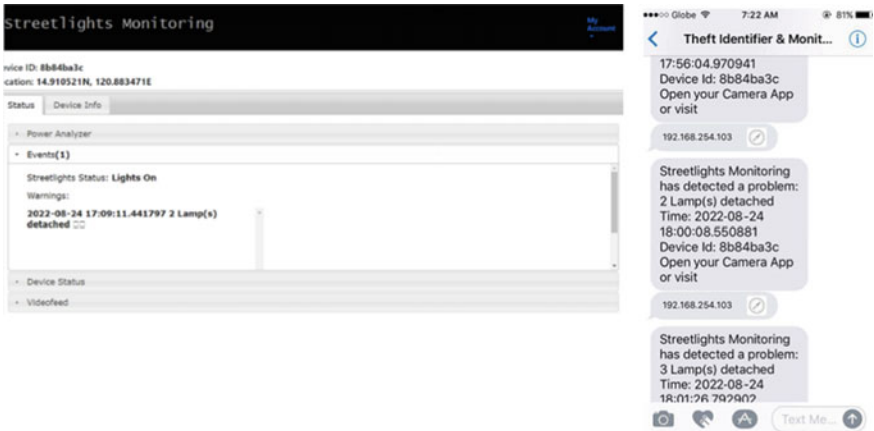 Streetlights Monitoring
My
Account
vice ID: 8b84ba3c
cation: 14.910521N, 120.883471E
Status
Device Info
Power Analyzer
Events(1)
Streetlights Status: Lights On
Warnings:
2022-08-24 17:09:11.441797 2 Lamp(s)
detached
Device Status
Videofeed
Globe
7:22 AM
81%
Theft Identifier & Monit...
17:56:04.970941
Device Id: 8b84ba3c
Open your Camera App
or visit
192.168.254.103
Streetlights Monitoring
has detected a problem:
2 Lamp(s) detached
Time: 2022-08-24
18:00:08.550881
Device Id: 8b84ba3c
Open your Camera App
or visit
192.168.254.103
Streetlights Monitoring
has detected a problem:
3 Lamp(s) detached
Time: 2022-08-24
18:01:26.792902
Text Me...